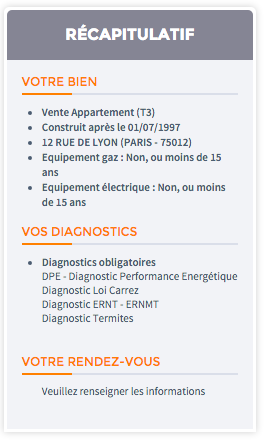 RÉCAPITULATIF
VOTRE BIEN
Vente Appartement (T3)
Construit après le 01/07/1997
12 RUE DE LYON (PARIS - 75012)
Equipement gaz : Non, ou moins de 15
ans
Equipement électrique : Non, ou moins
de 15 ans
VOS DIAGNOSTICS
Diagnostics obligatoires
DPE - Diagnostic Performance Energétique
Diagnostic Loi Carrez
Diagnostic ERNT - ERNMT
Diagnostic Termites
VOTRE RENDEZ-VOUS
Veuillez renseigner les informations